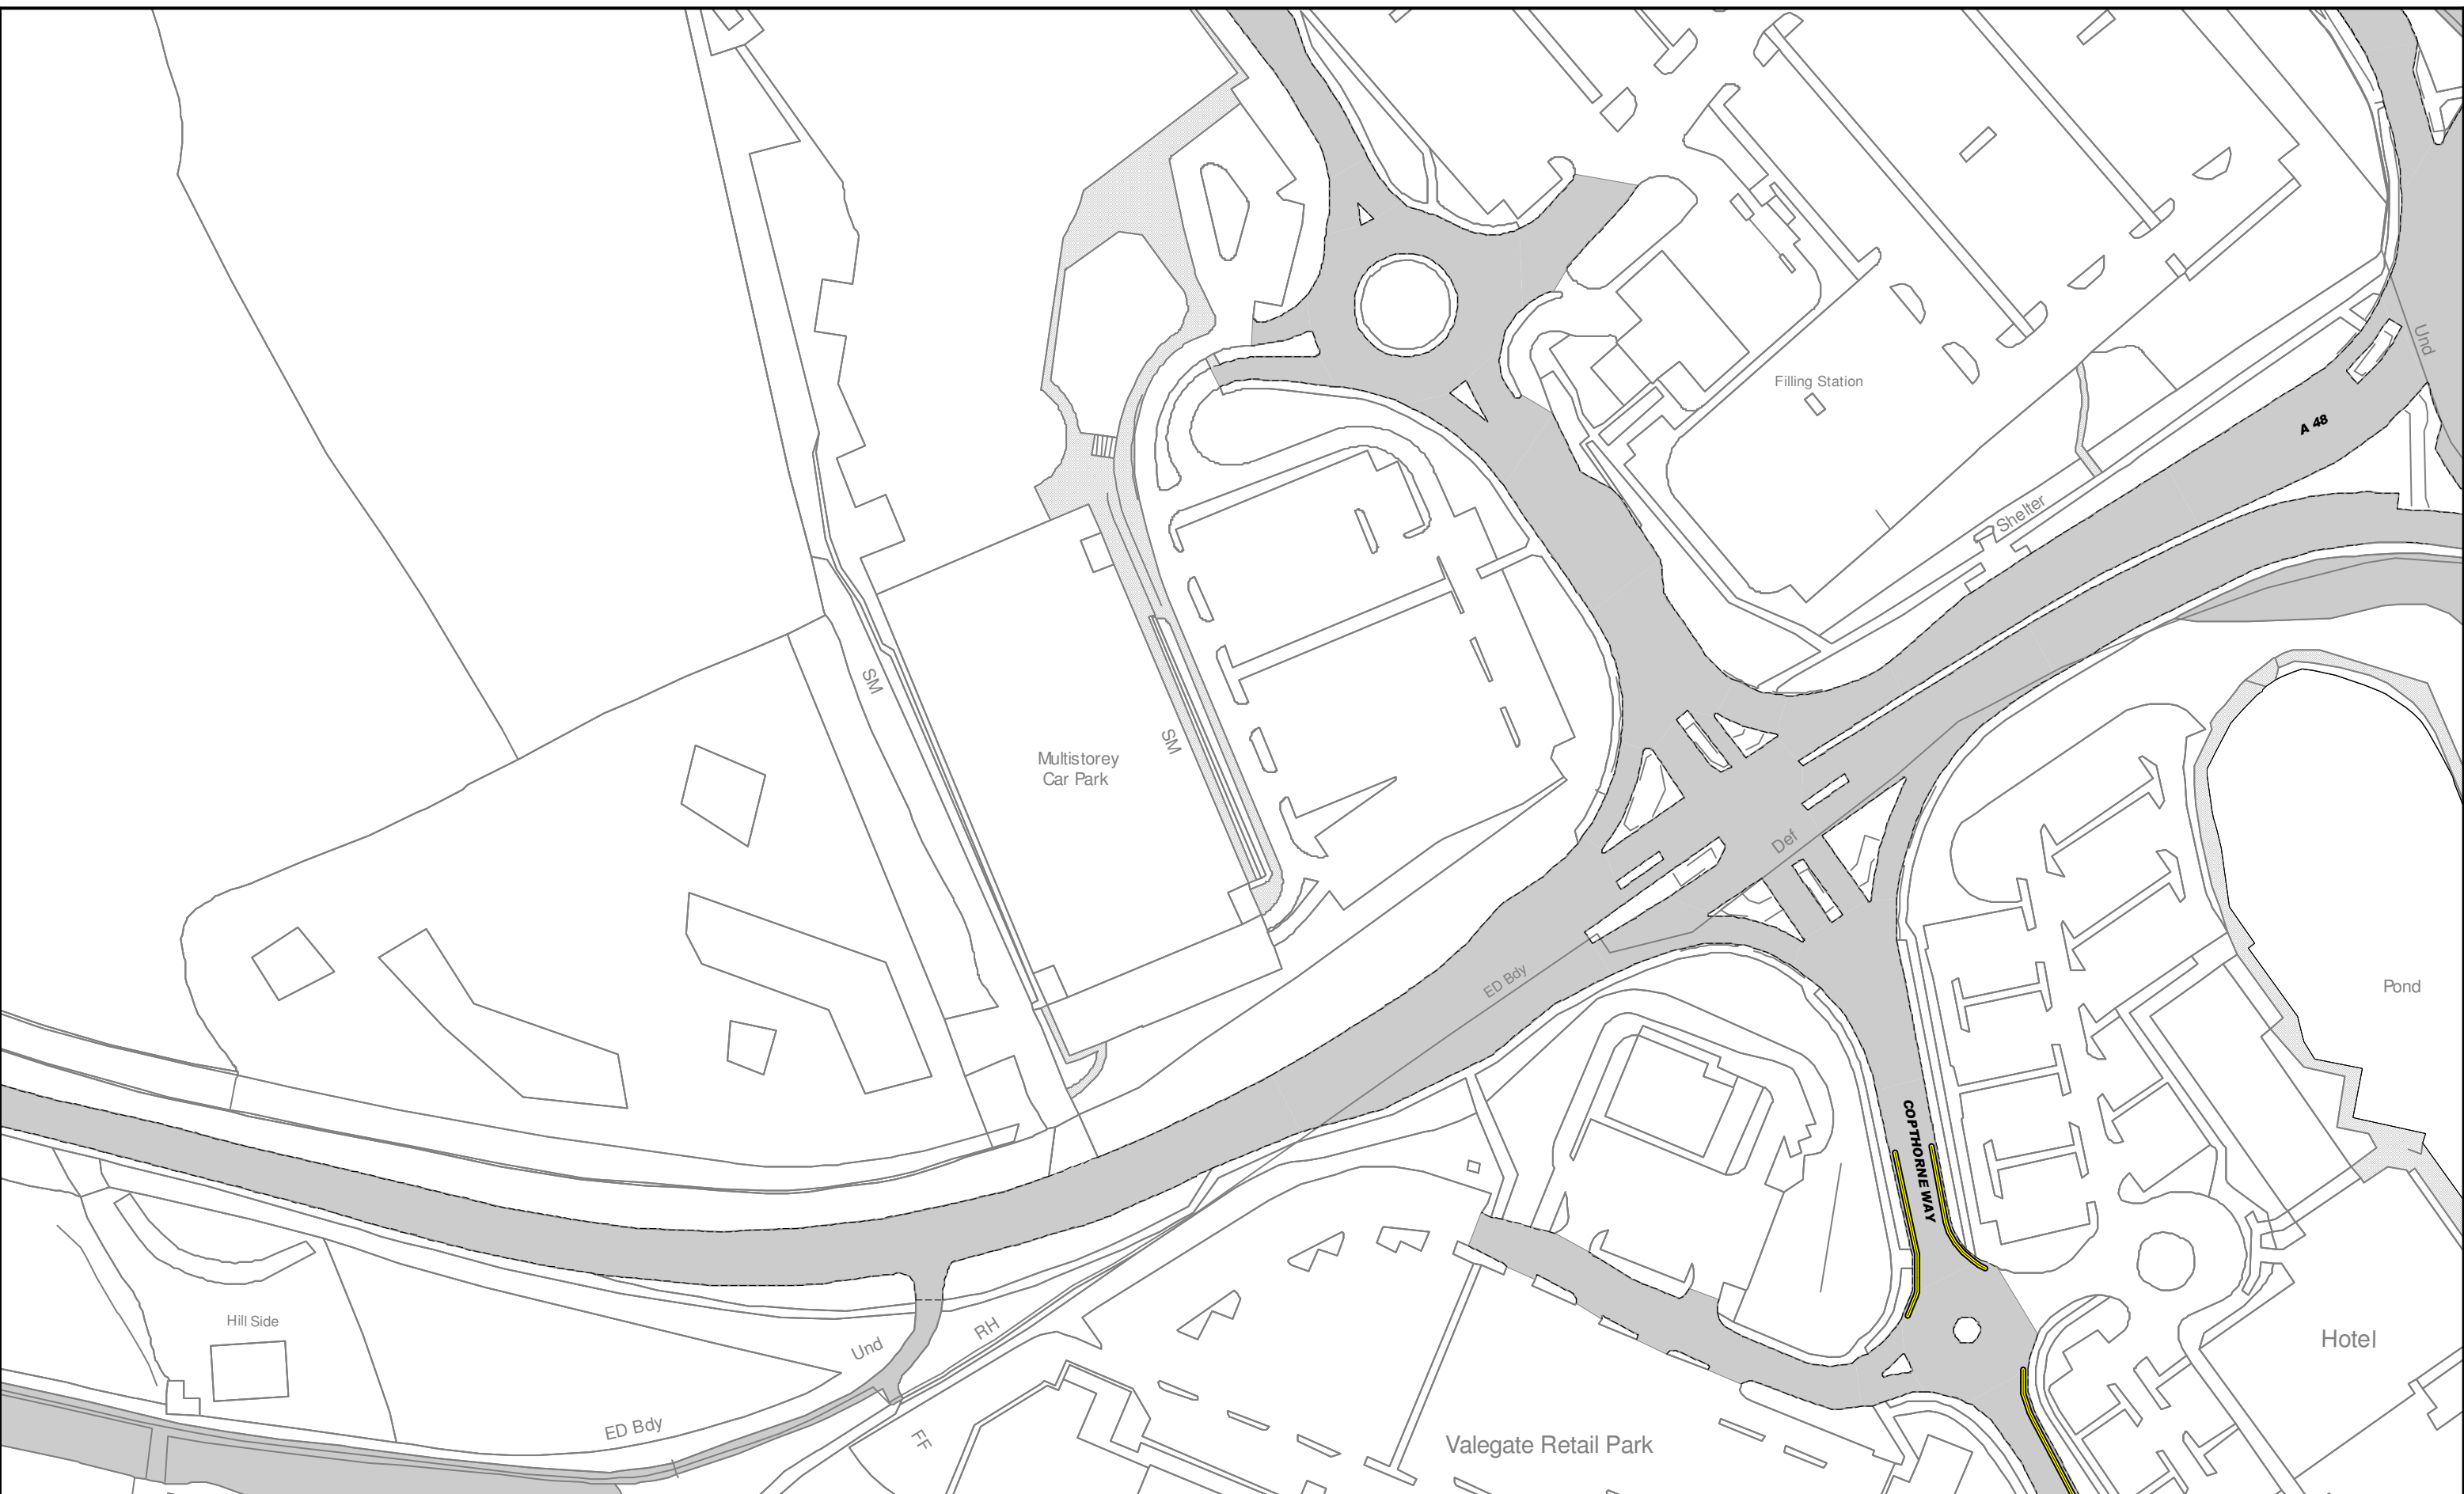 Und
Filling Station
A 48
Shelter
SM
SM
Multistorey
Car Park
Def
ED Bdy
Pond
COPTHORNE WAY
Hill Side
Und
RH
Hotel
ED Bdy
FF
Valegate Retail Park